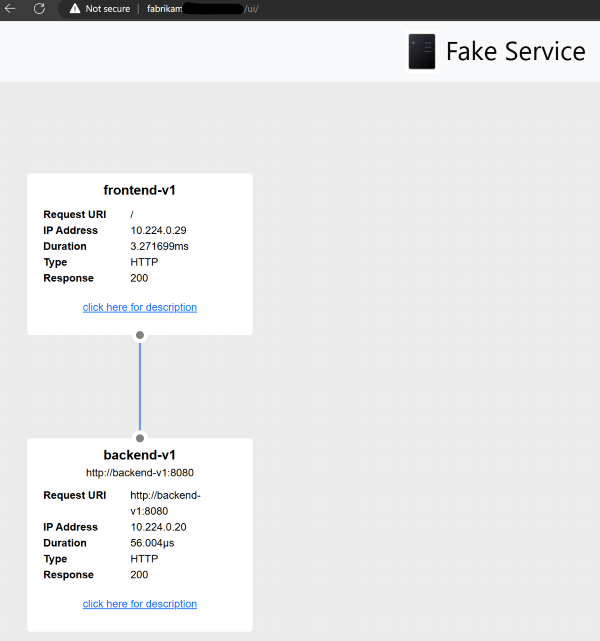 Not secure | fabrikam /ui/
Fake Service
frontend-v1
Request URI /
IP Address 10.224.0.29
Duration 3.271699ms
Type HTTP
Response 200
click here for description
backend-v1
http://backend-v1:8080
Request URI http://backend-
v1:8080
IP Address 10.224.0.20
Duration 56.004µs
Type HTTP
Response 200
click here for description